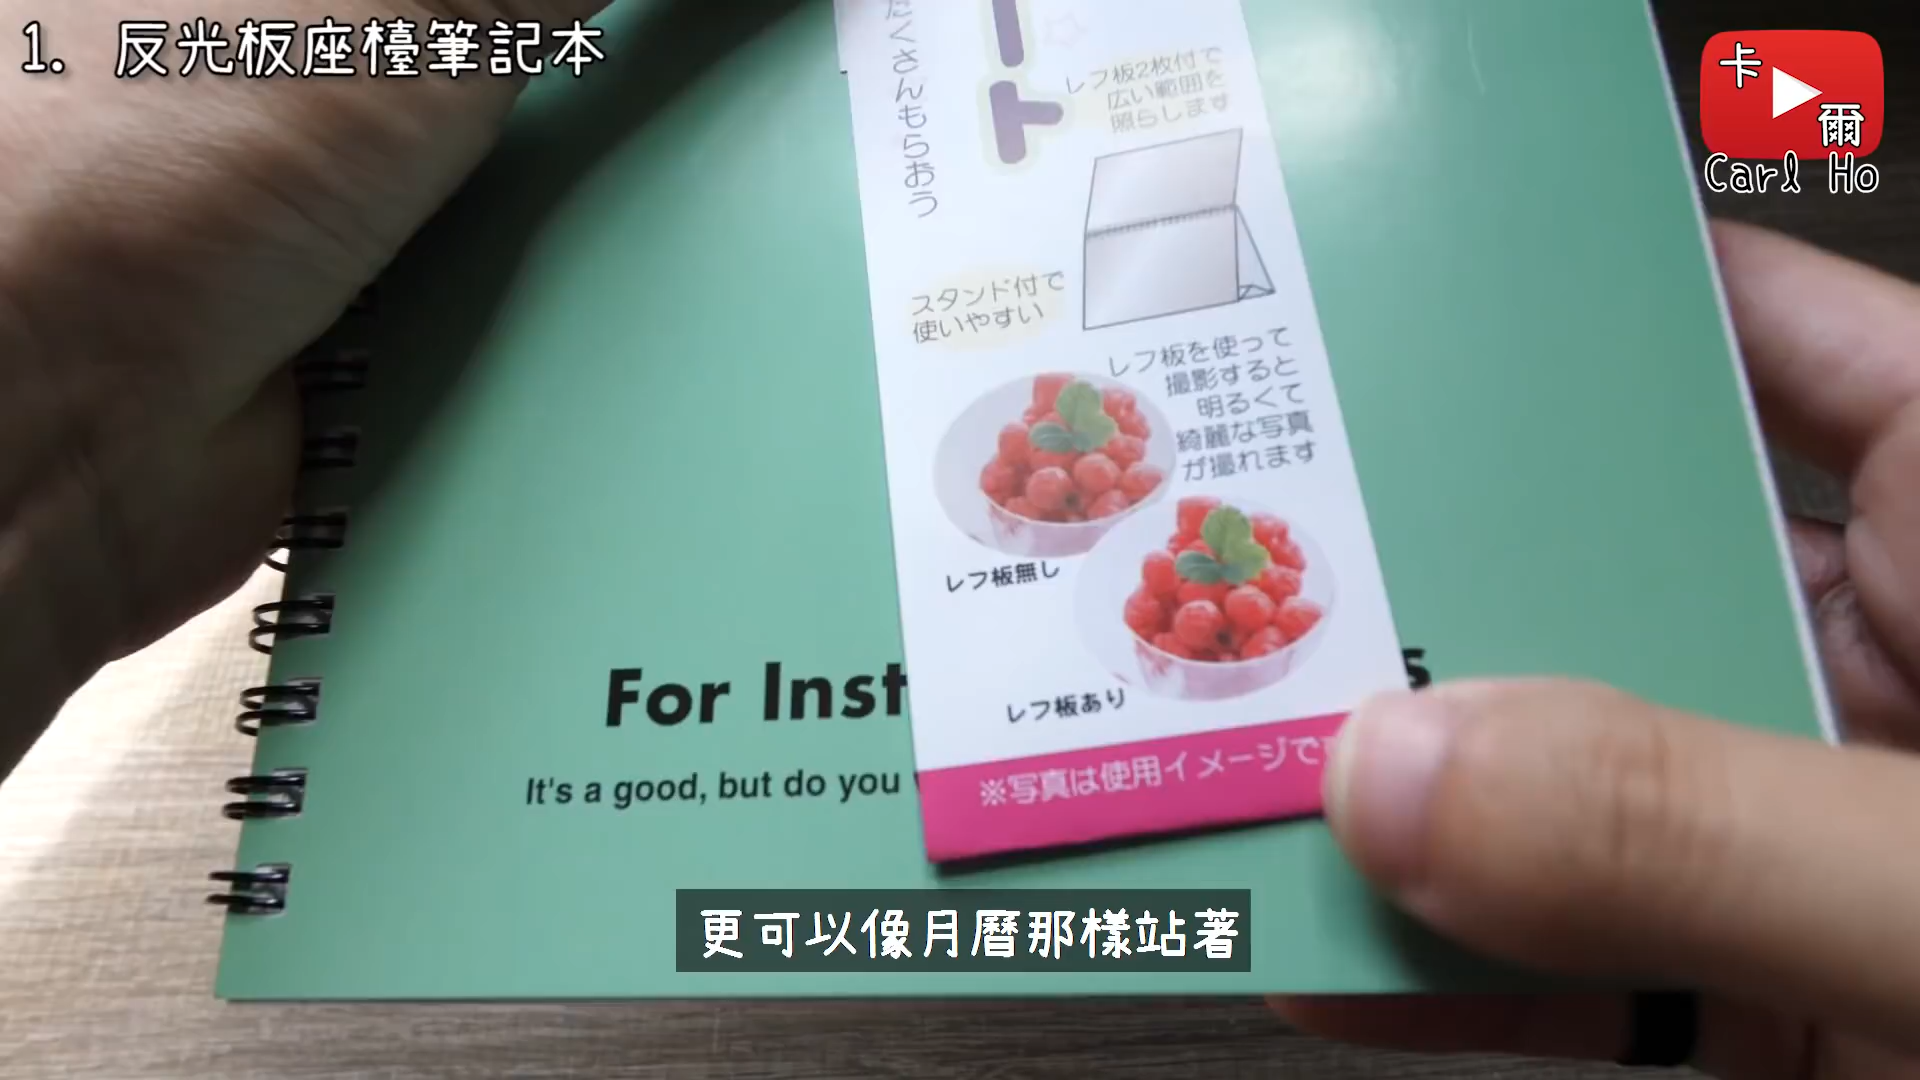 1. 反光板座檯筆記本
卡
爾
Carl Ho
たくさんもらおう
ート
レフ板2枚付で
広い範囲を
照らします
スタンド付で
使いやすい
レフ板を使って
撮影すると
明るくて
綺麗な写真
が撮れます
レフ板無し
レフ板あり
※写真は使用イメージで
For Inst
s
It's a good, but do you
更可以像月曆那樣站著